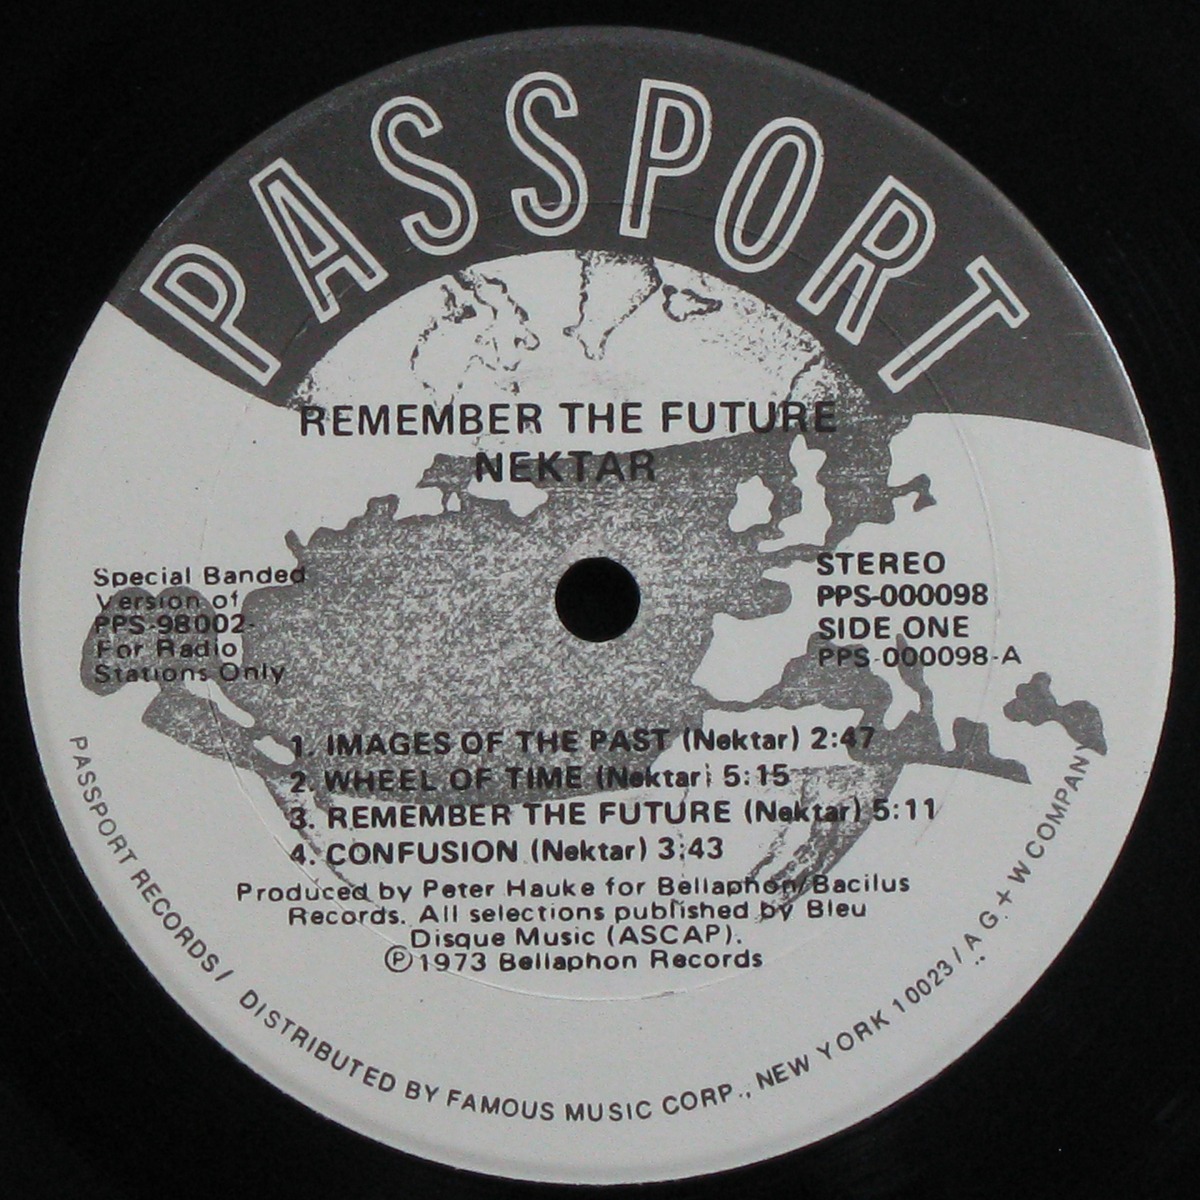 PASSPORT
REMEMBER THE FUTURE
NEKTAR
Special Banded
Version of
PPS-98002-
For Radio
Stations Only
STEREO
PPS-000098
SIDE ONE
PPS-000098-A
1. IMAGES OF THE PAST (Nektar) 2:47
2. WHEEL OF TIME (Nektar) 5:15
3. REMEMBER THE FUTURE (Nektar) 5:11
4. CONFUSION (Nektar) 3:43
Produced by Peter Hauke for Bellaphon/Bacilus
Records. All selections published by Bleu
Disque Music (ASCAP).
℗1973 Bellaphon Records
PASSPORT RECORDS/ DISTRIBUTED BY FAMOUS MUSIC CORP., NEW YORK 10023/A G.+W COMPANY